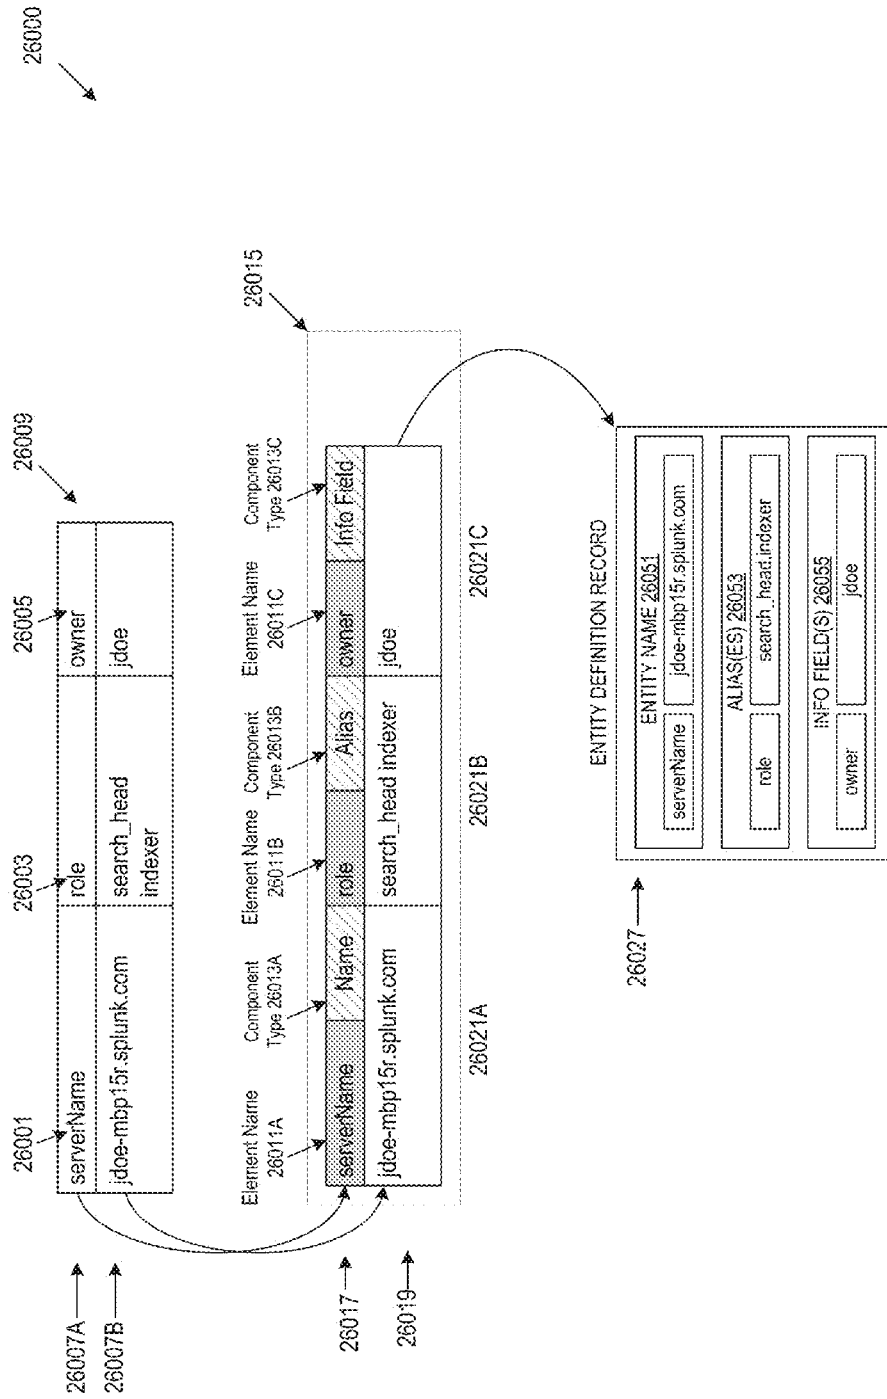 26000
26009
26001
26003
26005
serverName
role
owner
26007A
26007B
jdoe-mbp15r.splunk.com
search_head
indexer
jdoe
26015
Element Name
26011A
Component
Type 26013A
Element Name
26011B
Component
Type 26013B
Element Name
26011C
Component
Type 26013C
26017
serverName
Name
role
Alias
owner
Info Field
26019
jdoe-mbp15r.splunk.com
search_head indexer
jdoe
26021A
26021B
26021C
ENTITY DEFINITION RECORD
26027
ENTITY NAME 26051
serverName
jdoe-mbp15r.splunk.com
ALIAS(ES) 26053
role
search_head,indexer
INFO FIELD(S) 26055
owner
jdoe